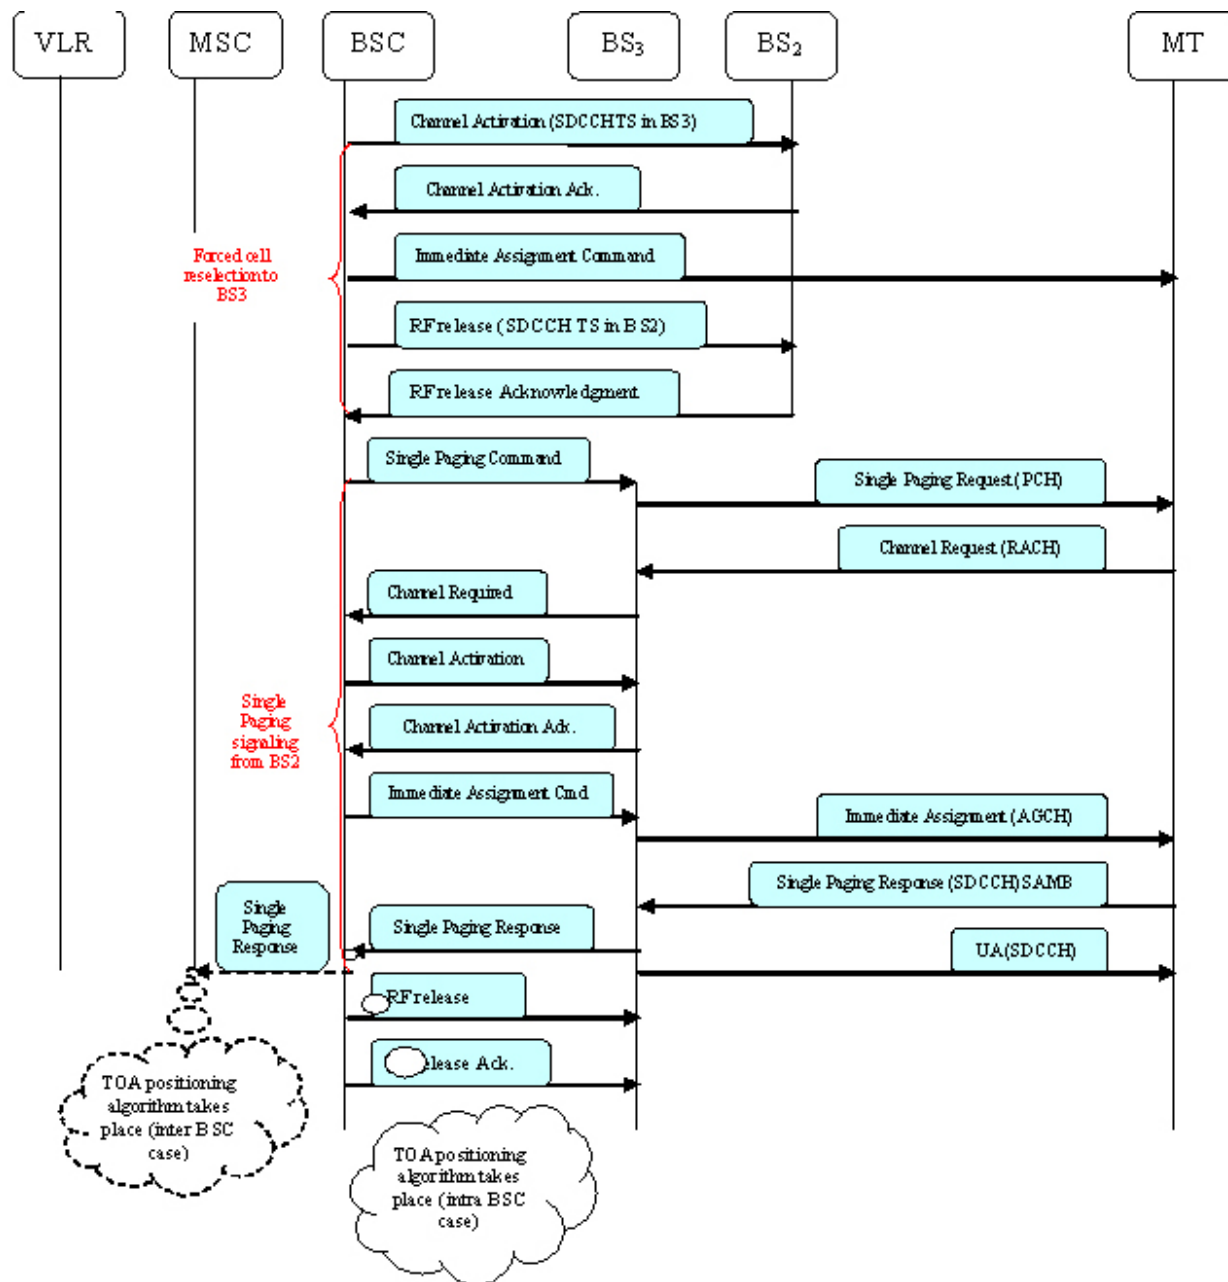 VLR MSC BSC BS3 BS2 MT
Channel Activation (SDCCHTS in BS3)
Channel Activation Ack.
Forced cell
reselection to
BS3
Immediate Assignment Command
RFrelease (SDCCH TS in BS2)
RFrelease Acknowledgment
Single Paging Command
Single Paging Request (PCH)
Channel Request (RACH)
Channel Required
Channel Activation
Single
Paging
signaling
from BS2
Channel Activation Ack.
Immediate Assignment Cmd
Immediate Assignment (AGCH)
Single Paging Response (SDCCH)SAMB
Single
Paging
Response
Single Paging Response
UA(SDCCH)
RFrelease
elease Ack.
TOA positioning
algorithm takes
place (inter BSC
case)
TOA positioning
algorithm takes
place (intra BSC
case)